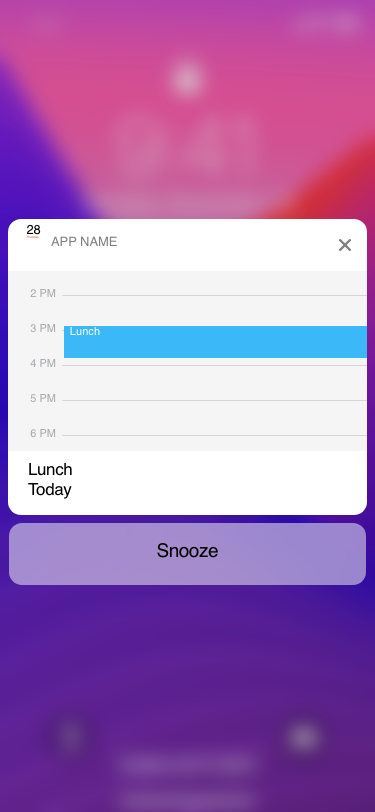 28
APP NAME
2 PM
3 PM
Lunch
4 PM
5 PM
6 PM
Lunch
Today
Snooze